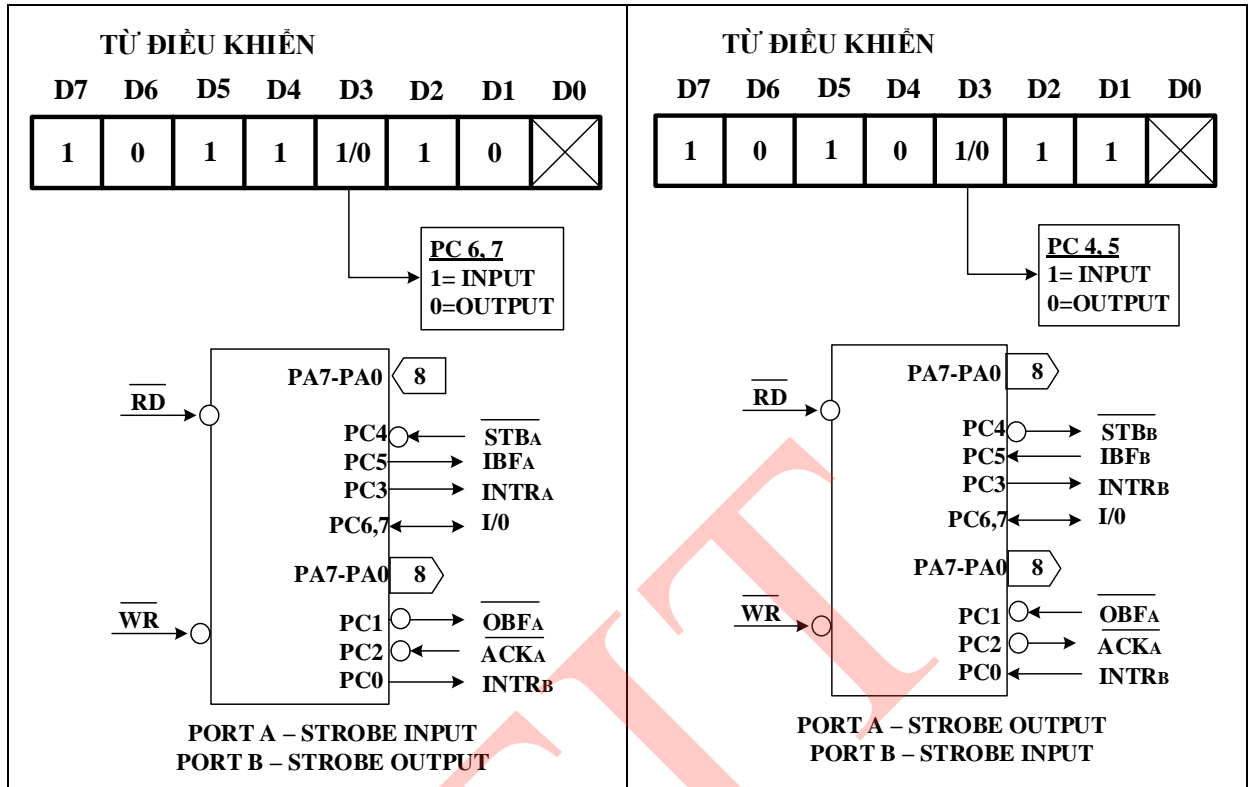 TỪ ĐIỀU KHIỂN
D7 D6 D5 D4 D3 D2 D1 D0
1 0 1 1 1/0 1 0
PC 6, 7
1= INPUT
0=OUTPUT
PA7-PA0 8
RD
PC4 STBA
PC5 IBFA
PC3 INTRA
PC6,7 I/0
PA7-PA0 8
WR
PC1 OBFA
PC2 ACKA
PC0 INTRB
PORT A – STROBE INPUT
PORT B – STROBE OUTPUT
TỪ ĐIỀU KHIỂN
D7 D6 D5 D4 D3 D2 D1 D0
1 0 1 0 1/0 1 1
PC 4, 5
1= INPUT
0=OUTPUT
PA7-PA0 8
RD
PC4 STBB
PC5 IBFB
PC3 INTRB
PC6,7 I/0
PA7-PA0 8
WR
PC1 OBFA
PC2 ACKA
PC0 INTRB
PORT A – STROBE OUTPUT
PORT B – STROBE INPUT